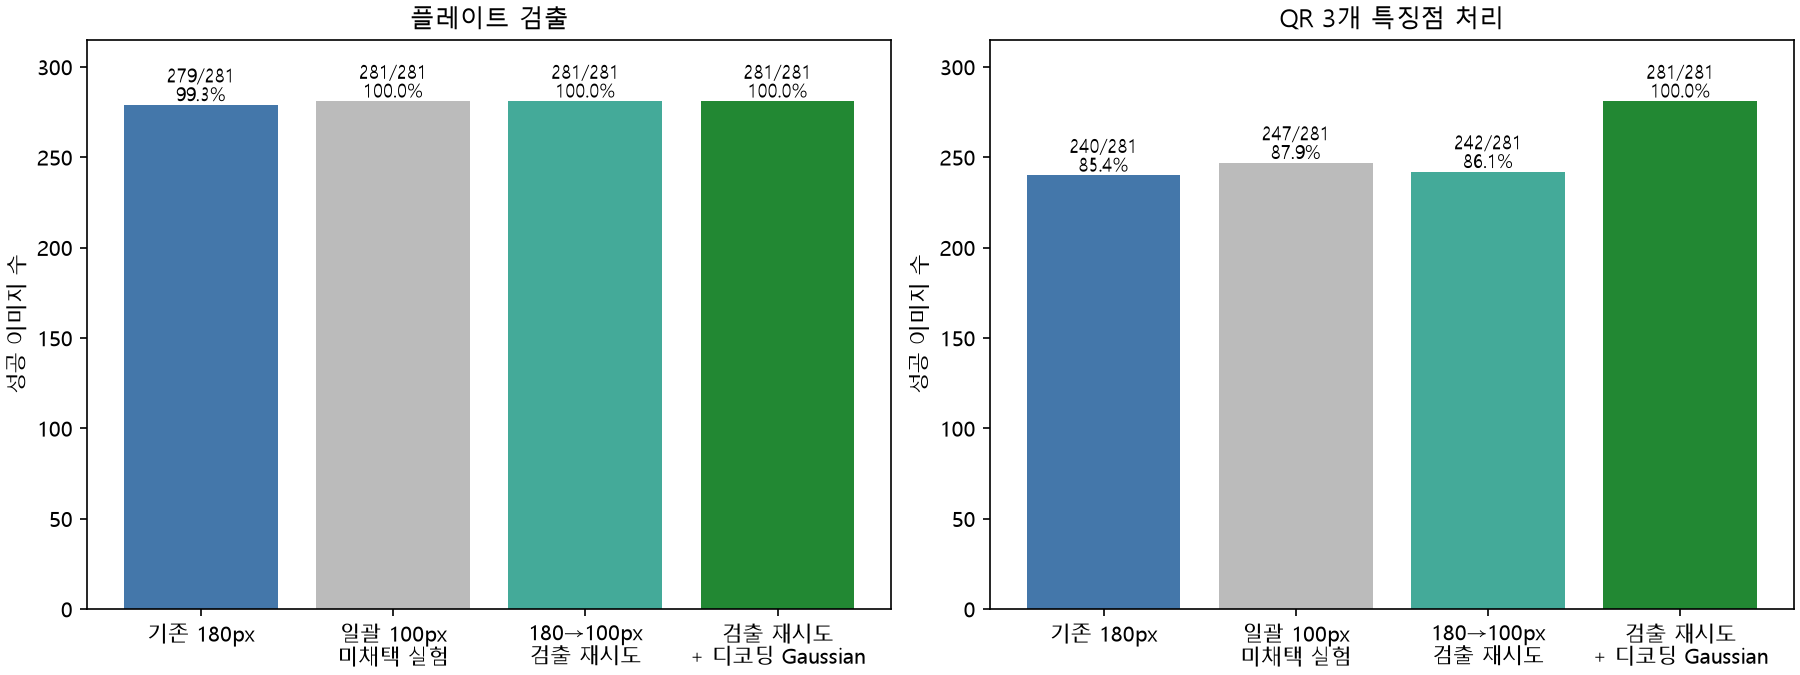 플레이트 검출
성공 이미지 수
300
250
200
150
100
50
0
279/281
99.3%
281/281
100.0%
281/281
100.0%
281/281
100.0%
기존 180px
일괄 100px
미채택 실험
180→100px
검출 재시도
검출 재시도
+ 디코딩 Gaussian
QR 3개 특징점 처리
성공 이미지 수
300
250
200
150
100
50
0
240/281
85.4%
247/281
87.9%
242/281
86.1%
281/281
100.0%
기존 180px
일괄 100px
미채택 실험
180→100px
검출 재시도
검출 재시도
+ 디코딩 Gaussian